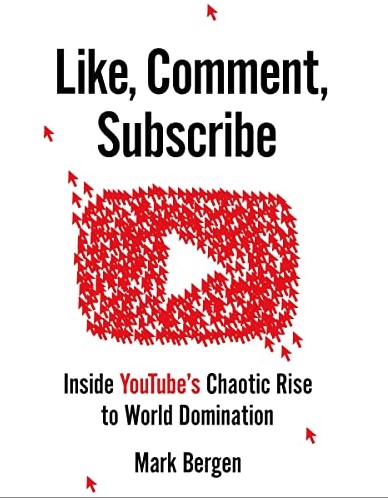 Like, Comment,
Subscribe
Inside YouTube's Chaotic Rise
to World Domination
Mark Bergen